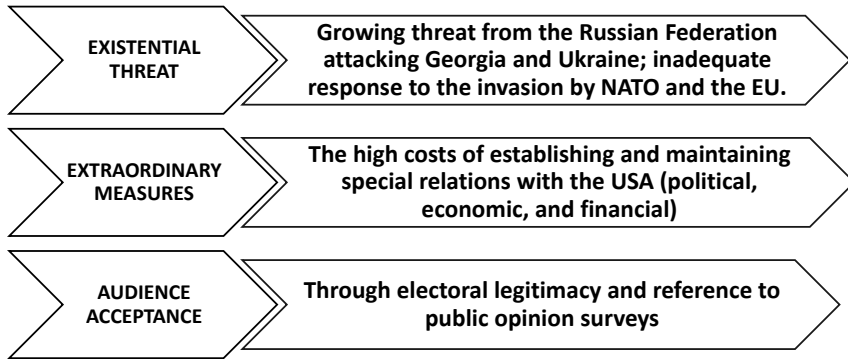 EXISTENTIAL
THREAT
Growing threat from the Russian Federation
attacking Georgia and Ukraine; inadequate
response to the invasion by NATO and the EU.
EXTRAORDINARY
MEASURES
The high costs of establishing and maintaining
special relations with the USA (political,
economic, and financial)
AUDIENCE
ACCEPTANCE
Through electoral legitimacy and reference to
public opinion surveys